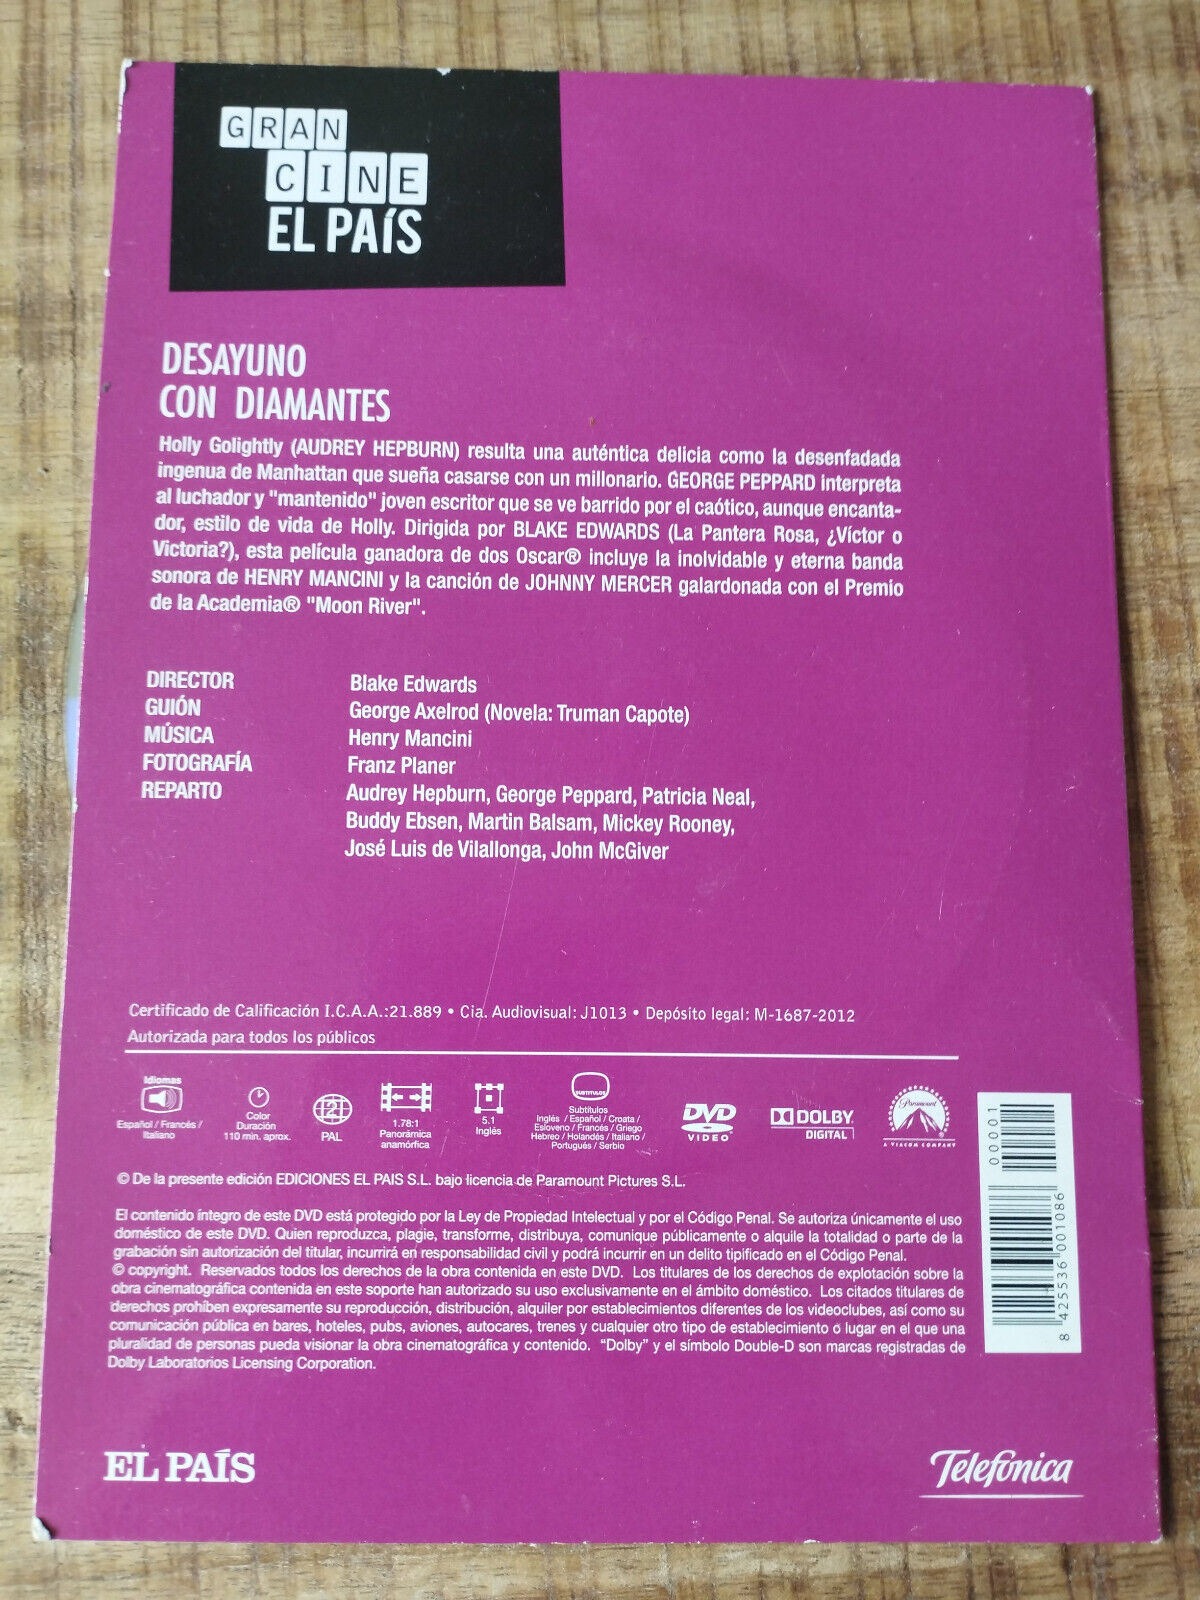 GRAN
CINE
EL PAÍS
DESAYUNO
CON DIAMANTES
Holly Golightly (AUDREY HEPBURN) resulta una auténtica delicia como la desenfadada
ingenua de Manhattan que sueña casarse con un millonario. GEORGE PEPPARD interpreta
al luchador y "mantenido" joven escritor que se ve barrido por el caótico, aunque encanta-
dor, estilo de vida de Holly. Dirigida por BLAKE EDWARDS (La Pantera Rosa, ¿Víctor o
Victoria?), esta película ganadora de dos Oscar® incluye la inolvidable y eterna banda
sonora de HENRY MANCINI y la canción de JOHNNY MERCER galardonada con el Premio
de la Academia® "Moon River".
DIRECTOR Blake Edwards
GUIÓN George Axelrod (Novela: Truman Capote)
MÚSICA Henry Mancini
FOTOGRAFÍA Franz Planer
REPARTO Audrey Hepburn, George Peppard, Patricia Neal,
Buddy Ebsen, Martin Balsam, Mickey Rooney,
José Luis de Vilallonga, John McGiver
Certificado de Calificación I.C.A.A.:21.889 • Cia. Audiovisual: J1013 • Depósito legal: M-1687-2012
Autorizada para todos los públicos
Idiomas
Español / Francés /
Italiano
Color
Duración
110 min. aprox.
2
PAL
1.78:1
Panorámica
anamórfica
5.1
Inglés
SUBTITULOS
Subtítulos
Inglés / Español / Croata /
Esloveno / Francés / Griego
Hebreo / Holandés / Italiano /
Portugués / Serbio
DVD
VIDEO
DOLBY
DIGITAL
Paramount
A VIACOM COMPANY
00001
8 425536 001086
© De la presente edición EDICIONES EL PAIS S.L. bajo licencia de Paramount Pictures S.L.
El contenido íntegro de este DVD está protegido por la Ley de Propiedad Intelectual y por el Código Penal. Se autoriza únicamente el uso
doméstico de este DVD. Quien reproduzca, plagie, transforme, distribuya, comunique públicamente o alquile la totalidad o parte de la
grabación sin autorización del titular, incurrirá en responsabilidad civil y podrá incurrir en un delito tipificado en el Código Penal.
© copyright. Reservados todos los derechos de la obra contenida en este DVD. Los titulares de los derechos de explotación sobre la
obra cinematográfica contenida en este soporte han autorizado su uso exclusivamente en el ámbito doméstico. Los citados titulares de
derechos prohíben expresamente su reproducción, distribución, alquiler por establecimientos diferentes de los videoclubes, así como su
comunicación pública en bares, hoteles, pubs, aviones, autocares, trenes y cualquier otro tipo de establecimiento o lugar en el que una
pluralidad de personas pueda visionar la obra cinematográfica y contenido. "Dolby" y el símbolo Double-D son marcas registradas de
Dolby Laboratorios Licensing Corporation.
EL PAÍS
Telefónica